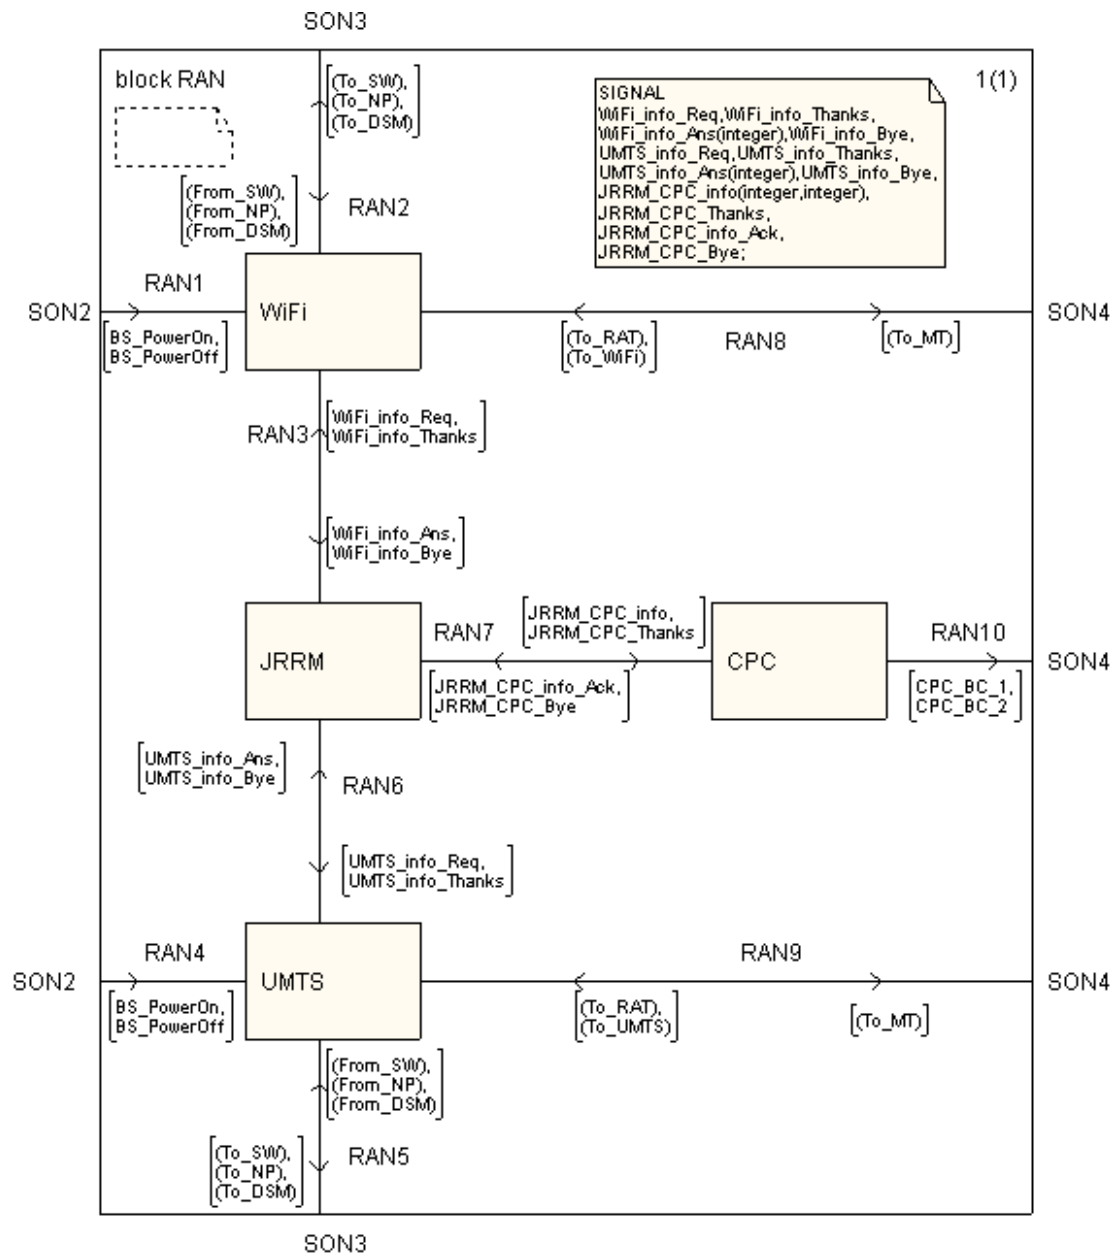 SON3
block RAN
1(1)
[(To_SW),
(To_NP),
(To_DSM)]
SIGNAL
WiFi_info_Req,WiFi_info_Thanks,
WiFi_info_Ans(integer),WiFi_info_Bye,
UMTS_info_Req,UMTS_info_Thanks,
UMTS_info_Ans(integer),UMTS_info_Bye,
JRRM_CPC_info(integer,integer),
JRRM_CPC_Thanks,
JRRM_CPC_info_Ack,
JRRM_CPC_Bye;
[(From_SW),
(From_NP),
(From_DSM)]
RAN2
RAN1
SON2
WiFi
SON4
[BS_PowerOn,
BS_PowerOff]
[(To_RAT),
(To_WiFi)]
RAN8
[(To_MT)]
RAN3
[WiFi_info_Req,
WiFi_info_Thanks]
[WiFi_info_Ans,
WiFi_info_Bye]
JRRM
RAN7
[JRRM_CPC_info,
JRRM_CPC_Thanks]
[JRRM_CPC_info_Ack,
JRRM_CPC_Bye]
CPC
RAN10
SON4
[CPC_BC_1,
CPC_BC_2]
[UMTS_info_Ans,
UMTS_info_Bye]
RAN6
[UMTS_info_Req,
UMTS_info_Thanks]
RAN4
SON2
UMTS
RAN9
SON4
[BS_PowerOn,
BS_PowerOff]
[(To_RAT),
(To_UMTS)]
[(To_MT)]
[(From_SW),
(From_NP),
(From_DSM)]
[(To_SW),
(To_NP),
(To_DSM)]
RAN5
SON3